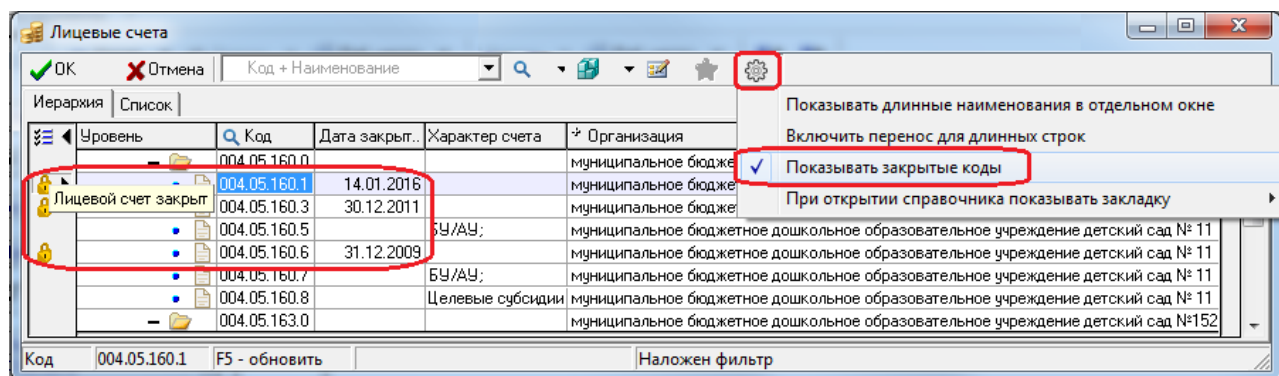 Лицевые счета
OK Отмена Код + Наименование
Иерархия Список
Показывать длинные наименования в отдельном окне
Включить перенос для длинных строк
Показывать закрытые коды
При открытии справочника показывать закладку
Уровень Код Дата закрыт.. Характер счета Организация
004.05.160.0 муниципальное бюдже
004.05.160.1 14.01.2016 муниципальное бюдже
Лицевой счет закрыт
004.05.160.3 30.12.2011 муниципальное бюдже
004.05.160.5 БУ/АУ; муниципальное бюджетное дошкольное образовательное учреждение детский сад № 11
004.05.160.6 31.12.2009 муниципальное бюджетное дошкольное образовательное учреждение детский сад № 11
004.05.160.7 БУ/АУ; муниципальное бюджетное дошкольное образовательное учреждение детский сад № 11
004.05.160.8 Целевые субсидии муниципальное бюджетное дошкольное образовательное учреждение детский сад № 11
004.05.163.0 муниципальное бюджетное дошкольное образовательное учреждение детский сад №152
Код 004.05.160.1 F5 - обновить Наложен фильтр